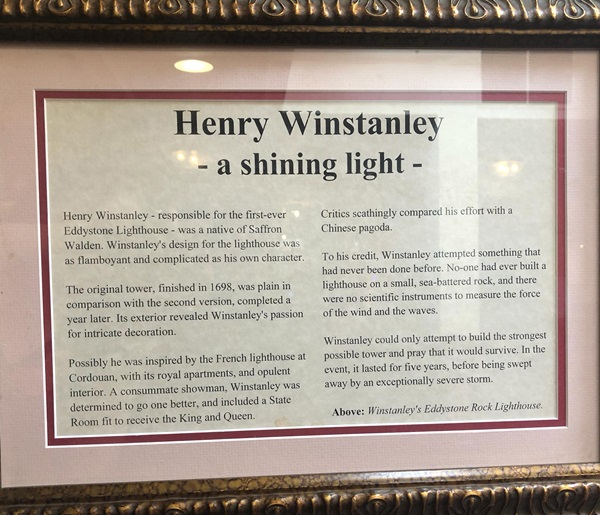 Henry Winstanley
- a shining light -
Henry Winstanley - responsible for the first-ever
Eddystone Lighthouse - was a native of Saffron
Walden. Winstanley's design for the lighthouse was
as flamboyant and complicated as his own character.
The original tower, finished in 1698, was plain in
comparison with the second version, completed a
year later. Its exterior revealed Winstanley's passion
for intricate decoration.
Possibly he was inspired by the French lighthouse at
Cordouan, with its royal apartments, and opulent
interior. A consummate showman, Winstanley was
determined to go one better, and included a State
Room fit to receive the King and Queen.
Critics scathingly compared his effort with a
Chinese pagoda.
To his credit, Winstanley attempted something that
had never been done before. No-one had ever built a
lighthouse on a small, sea-battered rock, and there
were no scientific instruments to measure the force
of the wind and the waves.
Winstanley could only attempt to build the strongest
possible tower and pray that it would survive. In the
event, it lasted for five years, before being swept
away by an exceptionally severe storm.
Above: Winstanley's Eddystone Rock Lighthouse.